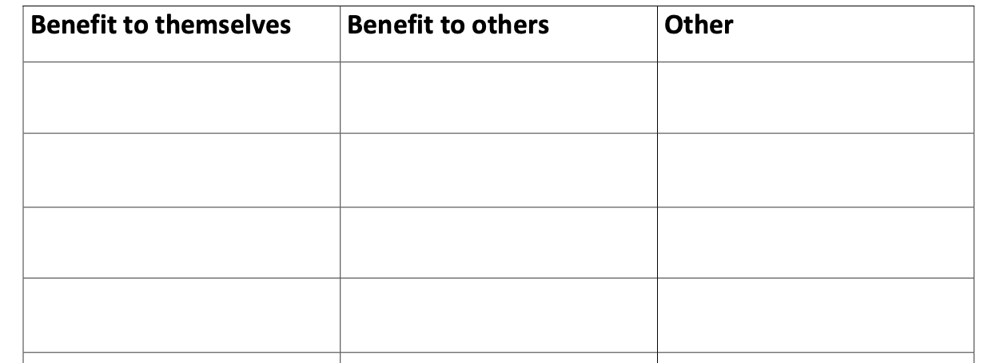 Benefit to themselves
Benefit to others
Other